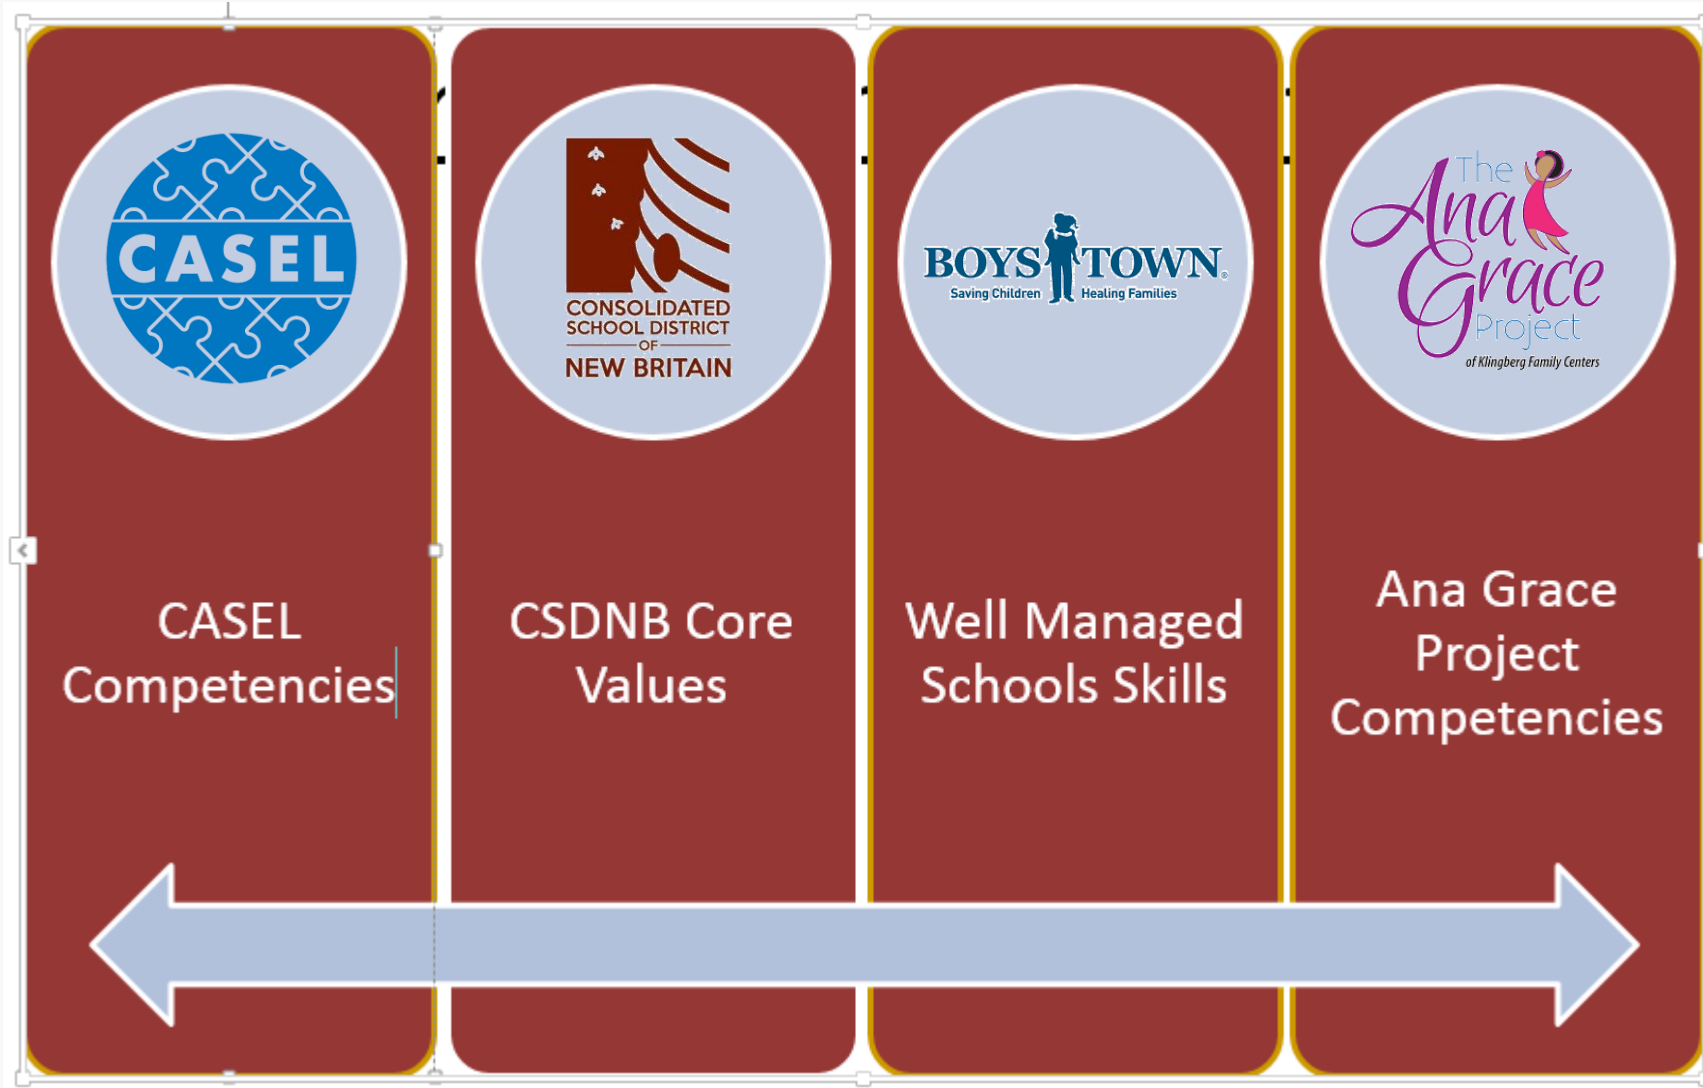 CASEL
CASEL
Competencies
CONSOLIDATED
SCHOOL DISTRICT
OF
NEW BRITAIN
CSDNB Core
Values
BOYS TOWN®
Saving Children Healing Families
Well Managed
Schools Skills
The
Ana
Grace
Project
of Klingberg Family Centers
Ana Grace
Project
Competencies